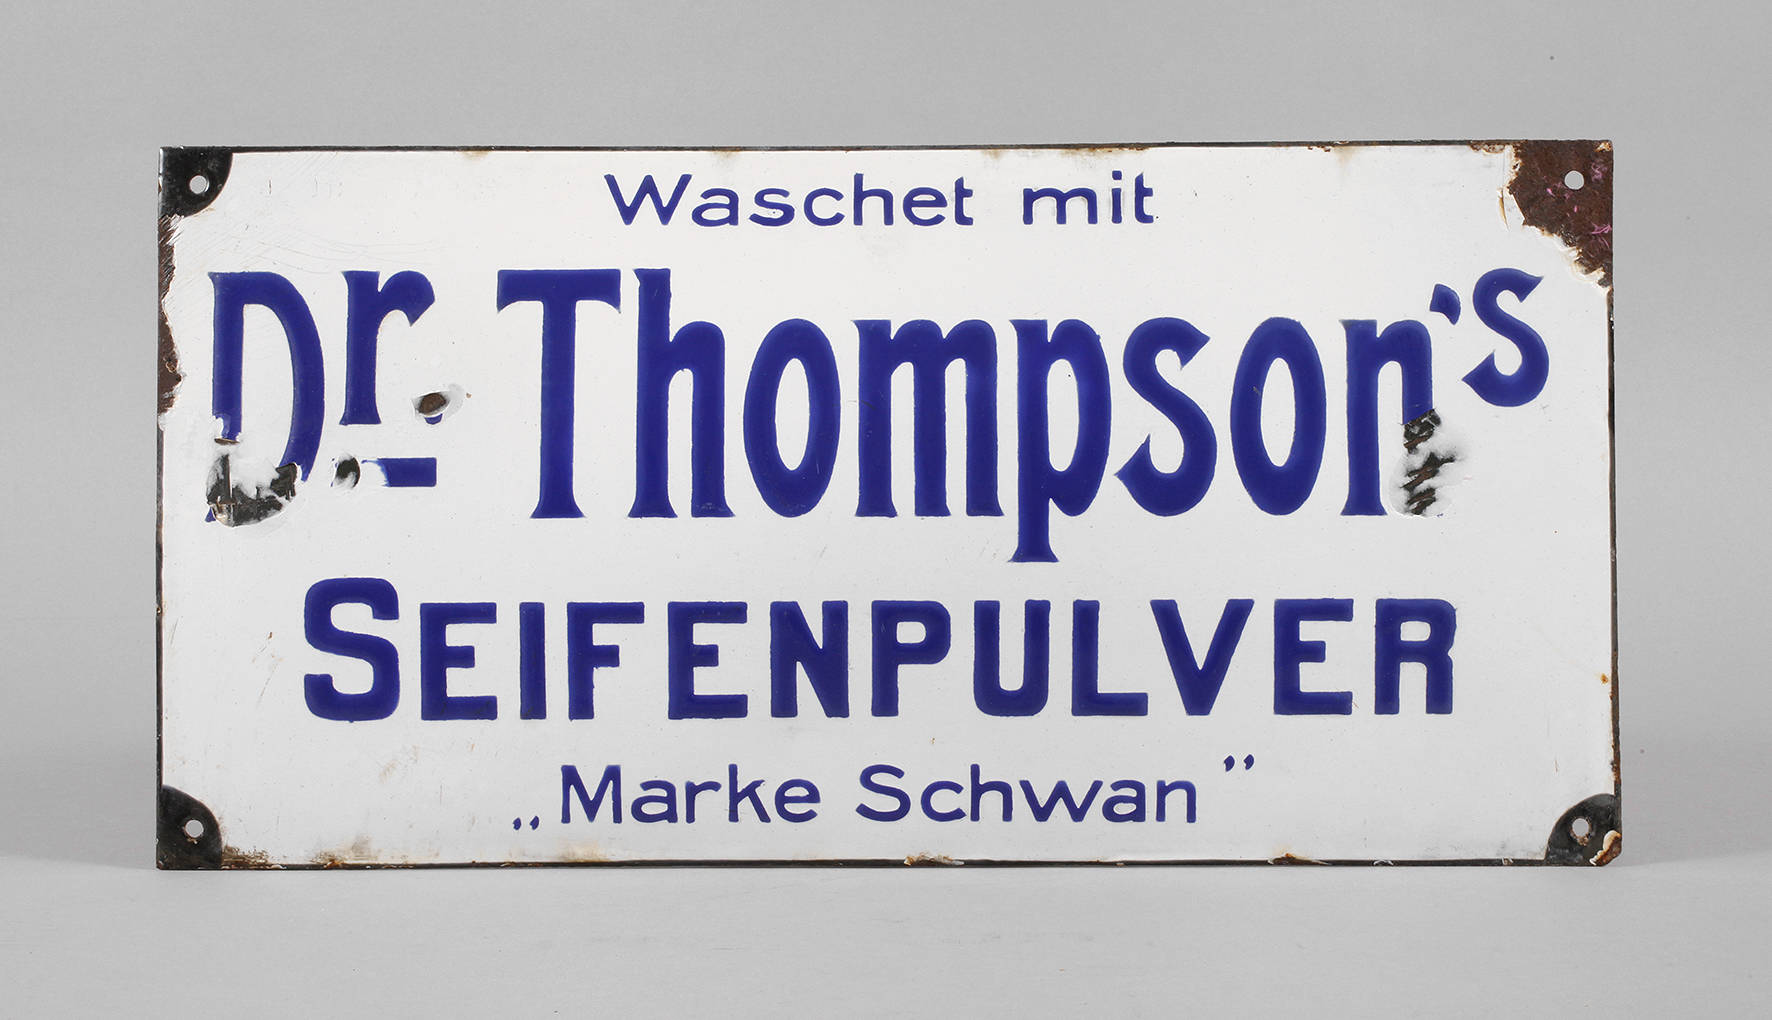 Waschet mit
Dr. Thompson's
SEIFENPULVER
„Marke Schwan”